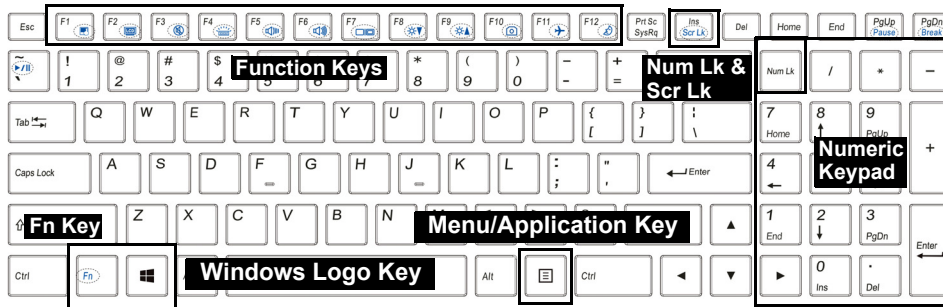 Esc F1 F2 F3 F4 F5 F6 F7 F8 F9 F10 F11 F12 Prt Sc Ins Del Home End PgUp PgDn
SysRq Scr Lk Pause Break
~ ! @ # $ * ( ) _ +
` 1 2 3 8 9 0 - = Num Lk / * –
Function Keys
Num Lk &
Scr Lk
Tab Q W E R T Y U I O P { } ¦ 7 8 9
[ ] \ Home PgUp +
Caps Lock A S D F G H J K L : " Enter 4
; '
Numeric
Keypad
Fn Key Z X C V B N Menu/Application Key 1 2 3
End PgDn Enter
Ctrl Fn Windows Logo Key Alt Ctrl 0 .
Ins Del